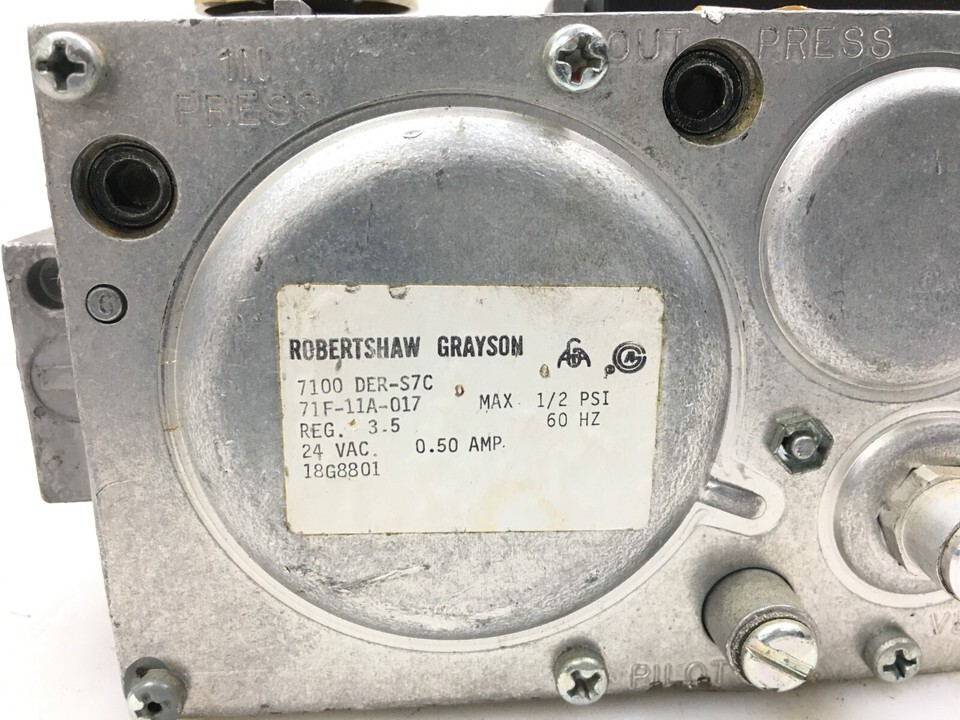 IN
PRESS
OUT PRESS
G
ROBERTSHAW GRAYSON
7100 DER-S7C
71F-11A-017 MAX 1/2 PSI
REG. 3.5 60 HZ
24 VAC. 0.50 AMP.
18G8801
PILOT